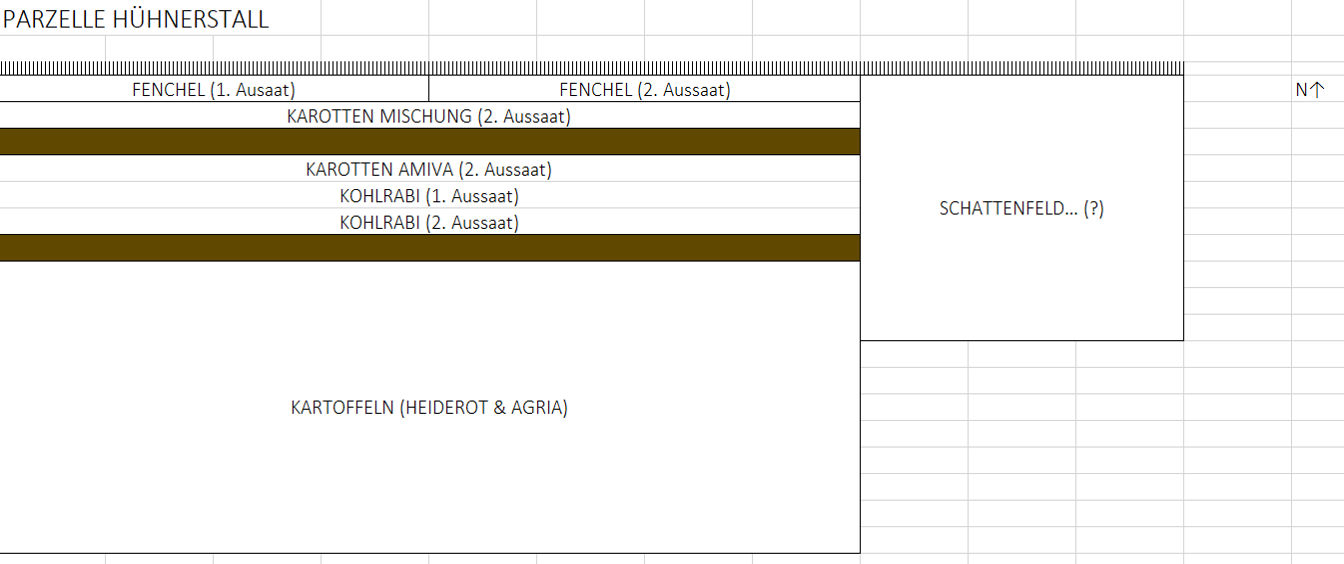 PARZELLE HÜHNERSTALL
FENCHEL (1. Ausaat)
FENCHEL (2. Aussaat)
N↑
KAROTTEN MISCHUNG (2. Aussaat)
KAROTTEN AMIVA (2. Aussaat)
KOHLRABI (1. Aussaat)
SCHATTENFELD... (?)
KOHLRABI (2. Aussaat)
KARTOFFELN (HEIDEROT & AGRIA)